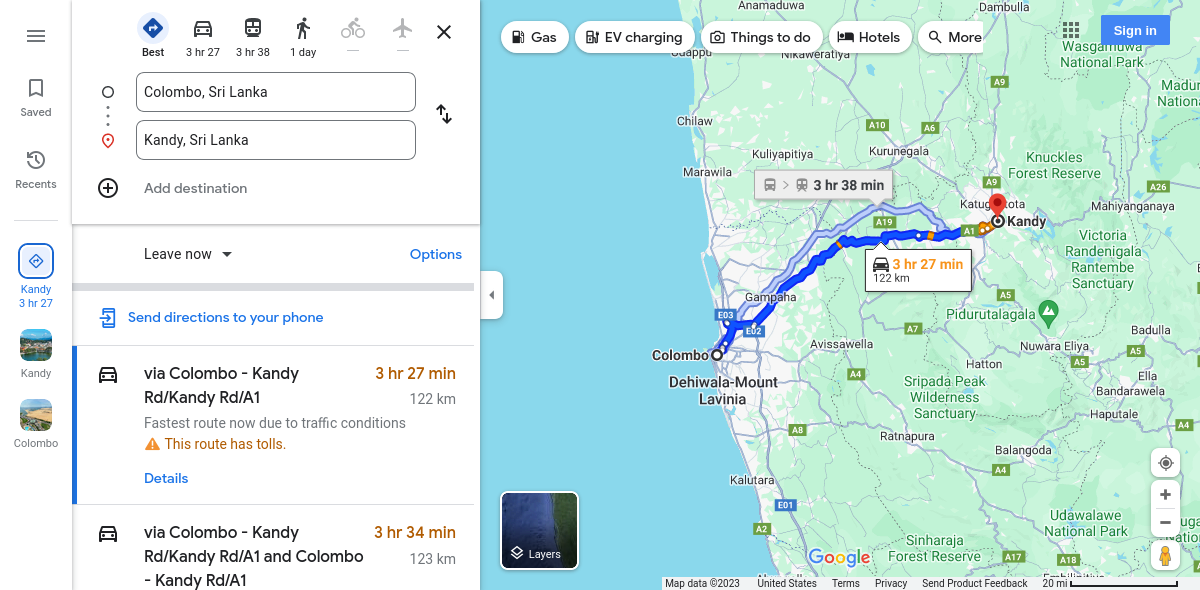 Best
3 hr 27
3 hr 38
1 day
—
—
Saved
Recents
Kandy
3 hr 27
Kandy
Colombo
Colombo, Sri Lanka
Kandy, Sri Lanka
Add destination
Leave now
Options
Send directions to your phone
via Colombo - Kandy
Rd/Kandy Rd/A1
3 hr 27 min
122 km
Fastest route now due to traffic conditions
This route has tolls.
Details
via Colombo - Kandy
Rd/Kandy Rd/A1 and Colombo
- Kandy Rd/A1
3 hr 34 min
123 km
Gas
EV charging
Things to do
Hotels
More
Sign in
Anamaduwa
Dambulla
Nikaweratiya
Wasgamuwa
National Park
A9
Chilaw
A10
A6
Kuliyapitiya
Kurunegala
Knuckles
Forest Reserve
Marawila
A9
A26
3 hr 38 min
Mahiyanganaya
A19
A1
Kandy
Victoria
Randenigala
Rantembe
Sanctuary
3 hr 27 min
122 km
Gampaha
A5
E03
E02
Pidurutalagala
A7
Badulla
Colombo
Avissawella
Nuwara Eliya
A5
A5
Hatton
Dehiwala-Mount
Lavinia
A4
Ella
Bandarawela
Sripada Peak
Wilderness
Sanctuary
Haputale
A4
A8
Ratnapura
Balangoda
A4
Kalutara
E01
A2
Udawalawe
National Park
Sinharaja
Forest Reserve
A17
A18
Layers
Google
Map data ©2023
United States
Terms
Privacy
Send Product Feedback
20 mi